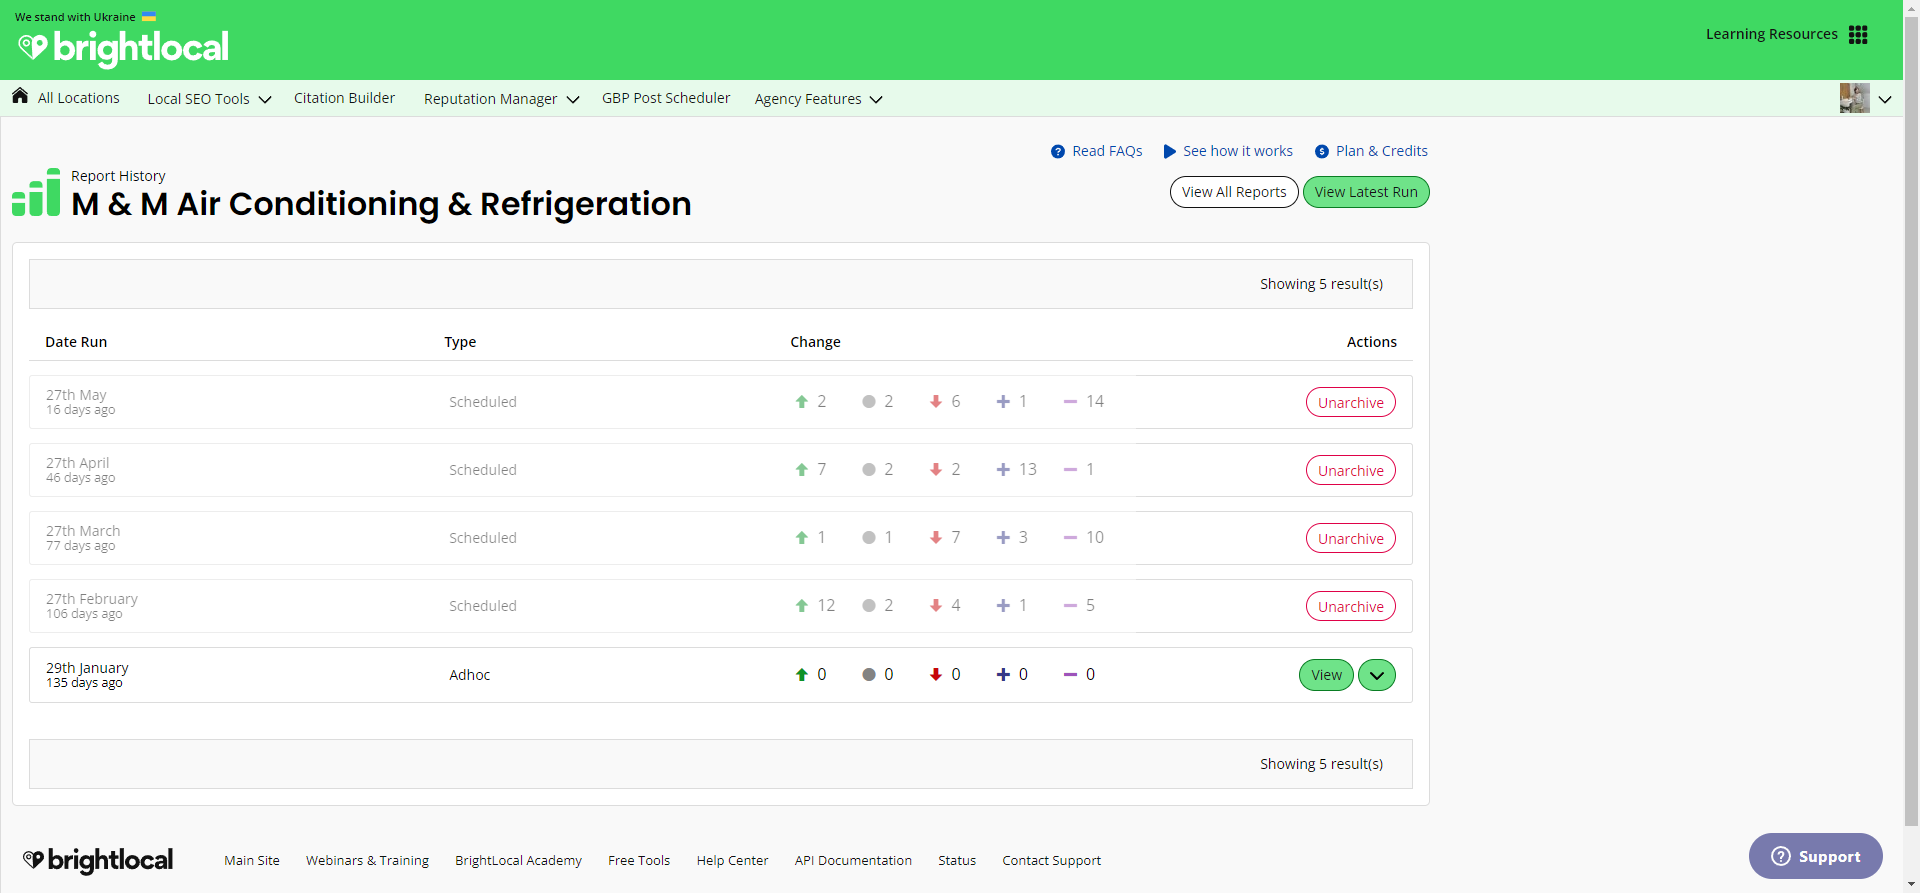 We stand with Ukraine
brightlocal
Learning Resources
All Locations Local SEO Tools Citation Builder Reputation Manager GBP Post Scheduler Agency Features
Read FAQs See how it works Plan & Credits
Report History
M & M Air Conditioning & Refrigeration
View All Reports View Latest Run
Showing 5 result(s)
Date Run Type Change Actions
27th May
16 days ago
Scheduled 2 2 6 1 14 Unarchive
27th April
46 days ago
Scheduled 7 2 2 13 1 Unarchive
27th March
77 days ago
Scheduled 1 1 7 3 10 Unarchive
27th February
106 days ago
Scheduled 12 2 4 1 5 Unarchive
29th January
135 days ago
Adhoc 0 0 0 0 0 View
Showing 5 result(s)
brightlocal Main Site Webinars & Training BrightLocal Academy Free Tools Help Center API Documentation Status Contact Support
Support